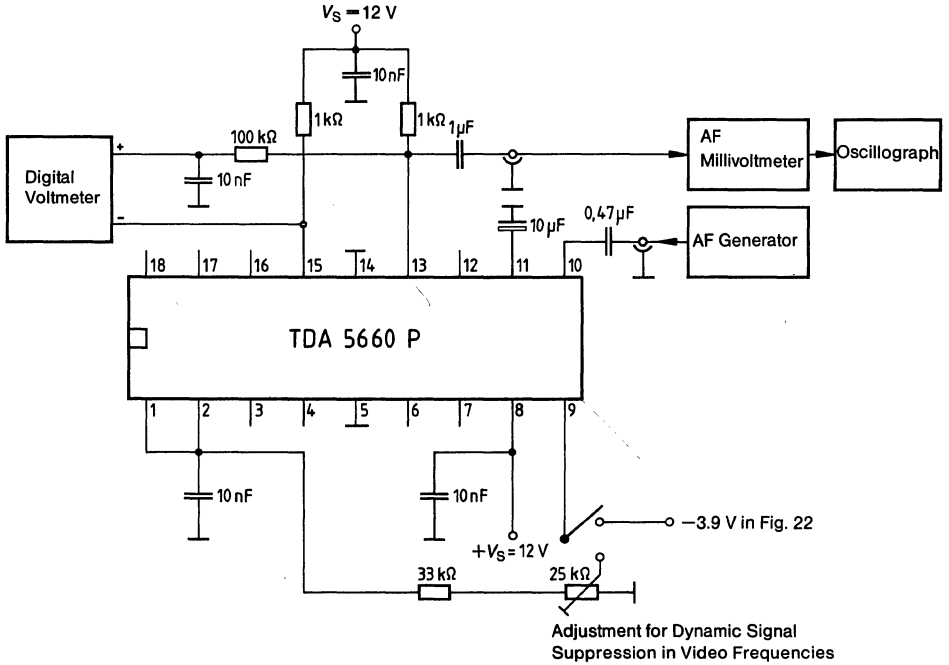 VS = 12 V
10 nF
1 kΩ
1 kΩ
1 µF
100 kΩ
+
Digital
Voltmeter
10 nF
−
AF
Millivoltmeter
Oscillograph
10 µF
0,47 µF
AF Generator
18 17 16 15 14 13 12 11 10
TDA 5660 P
1 2 3 4 5 6 7 8 9
10 nF
10 nF
+VS = 12 V
−3.9 V in Fig. 22
33 kΩ
25 kΩ
Adjustment for Dynamic Signal
Suppression in Video Frequencies